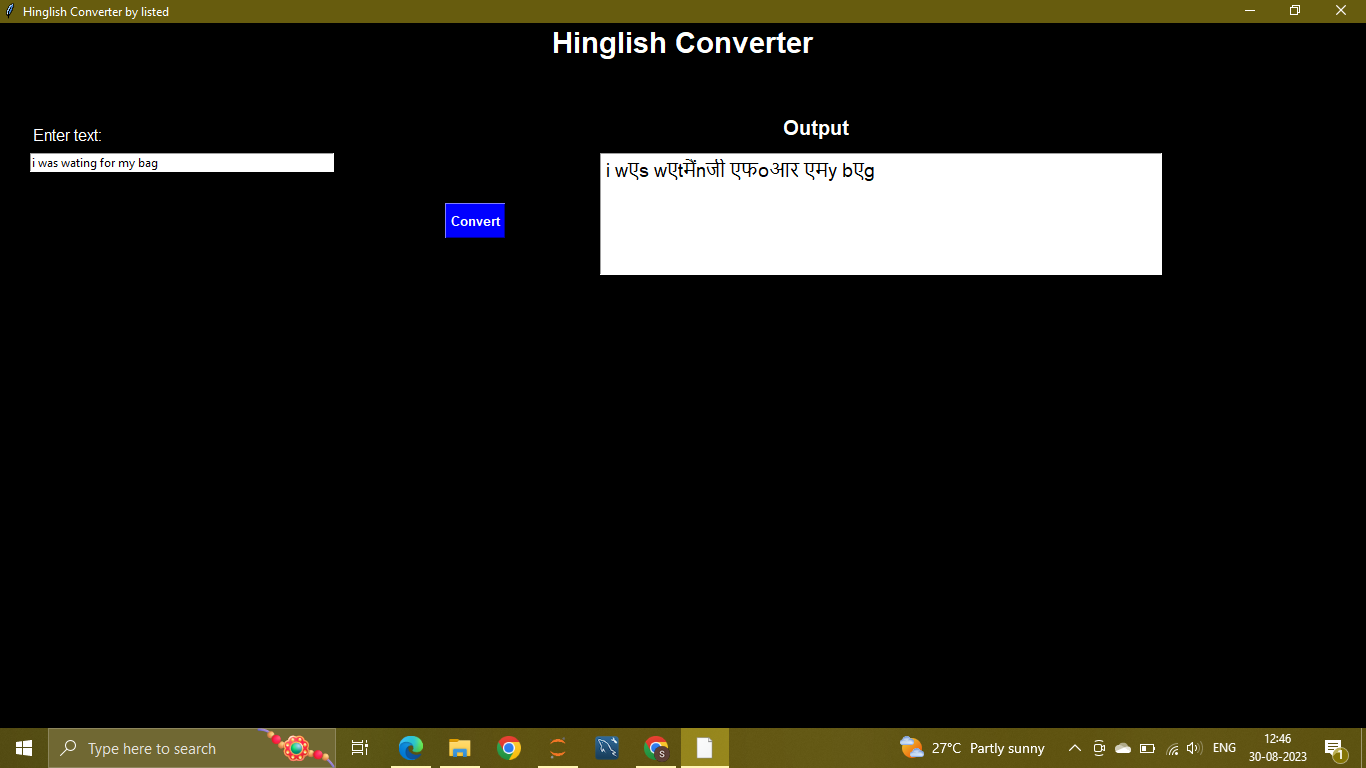 Hinglish Converter by listed
Hinglish Converter
Enter text:
i was wating for my bag
Convert
Output
i wएs wएtमैंnजी एफoआर एमy bएg
Type here to search
S
27°C Partly sunny
ENG
12:46
30-08-2023
1